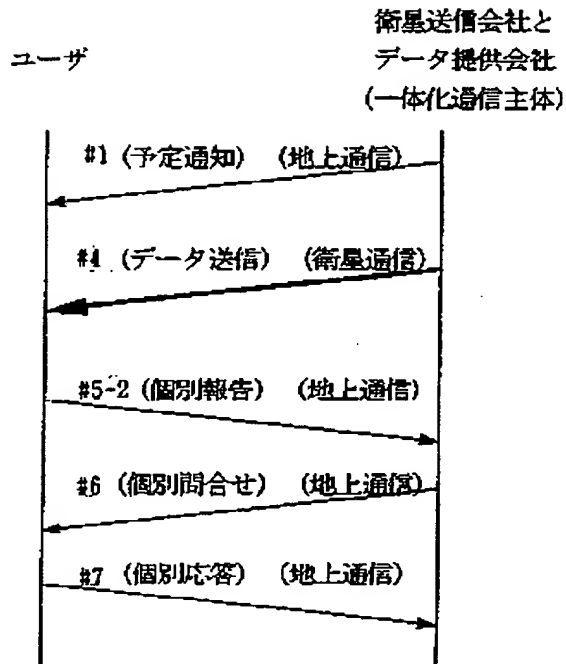 衛星送信会社と
ユーザ データ提供会社
(一体化通信主体)
#1 (予定通知) (地上通信)
#4 (データ送信) (衛星通信)
#5-2 (個別報告) (地上通信)
#6 (個別問合せ) (地上通信)
#7 (個別応答) (地上通信)